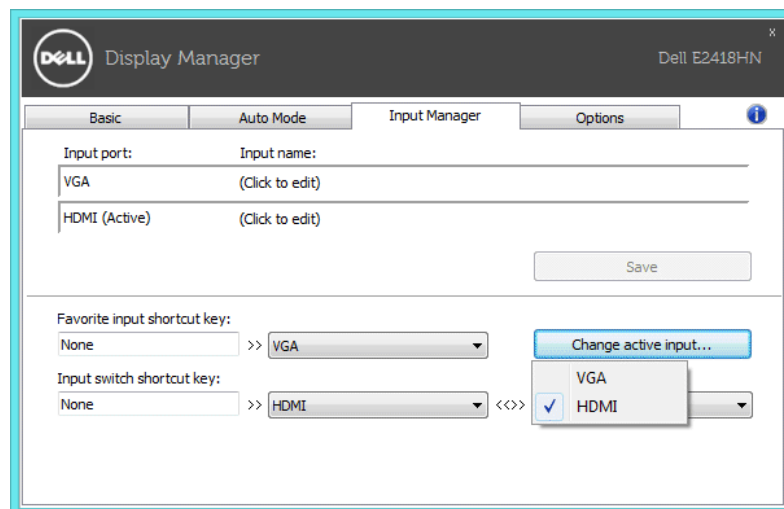 DELL Display Manager Dell E2418HN x
Basic Auto Mode Input Manager Options i
Input port: Input name:
VGA (Click to edit)
HDMI (Active) (Click to edit)
Save
Favorite input shortcut key:
None >> VGA Change active input...
VGA
Input switch shortcut key:
None >> HDMI <<>> HDMI